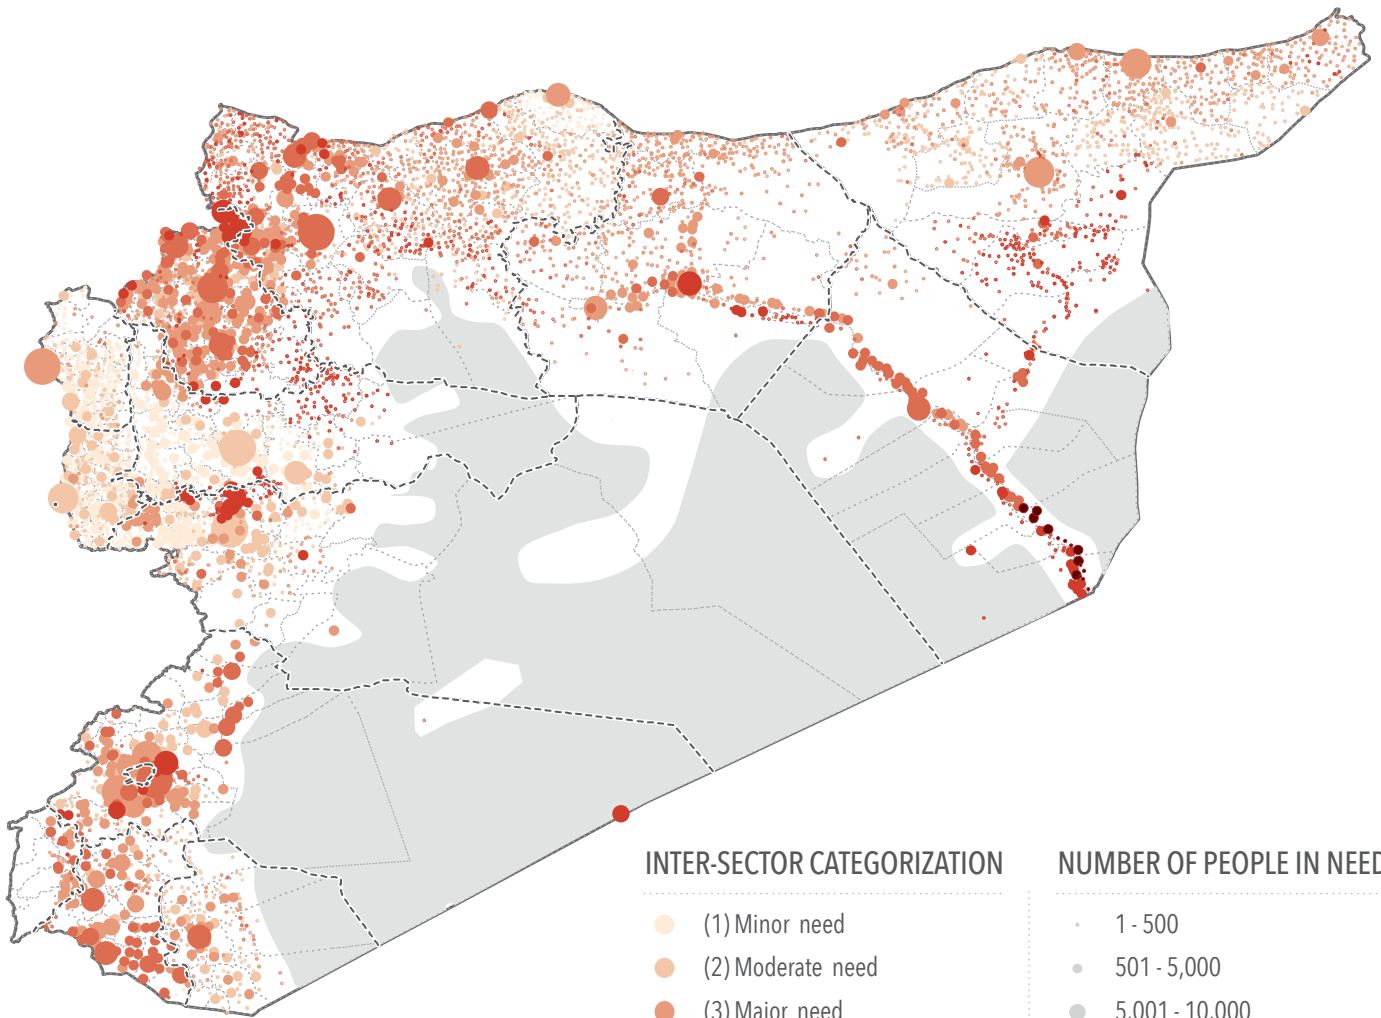 INTER-SECTOR CATEGORIZATION
(1) Minor need
(2) Moderate need
(3) Major need
NUMBER OF PEOPLE IN NEED
1 - 500
501 - 5,000
5,001 - 10,000